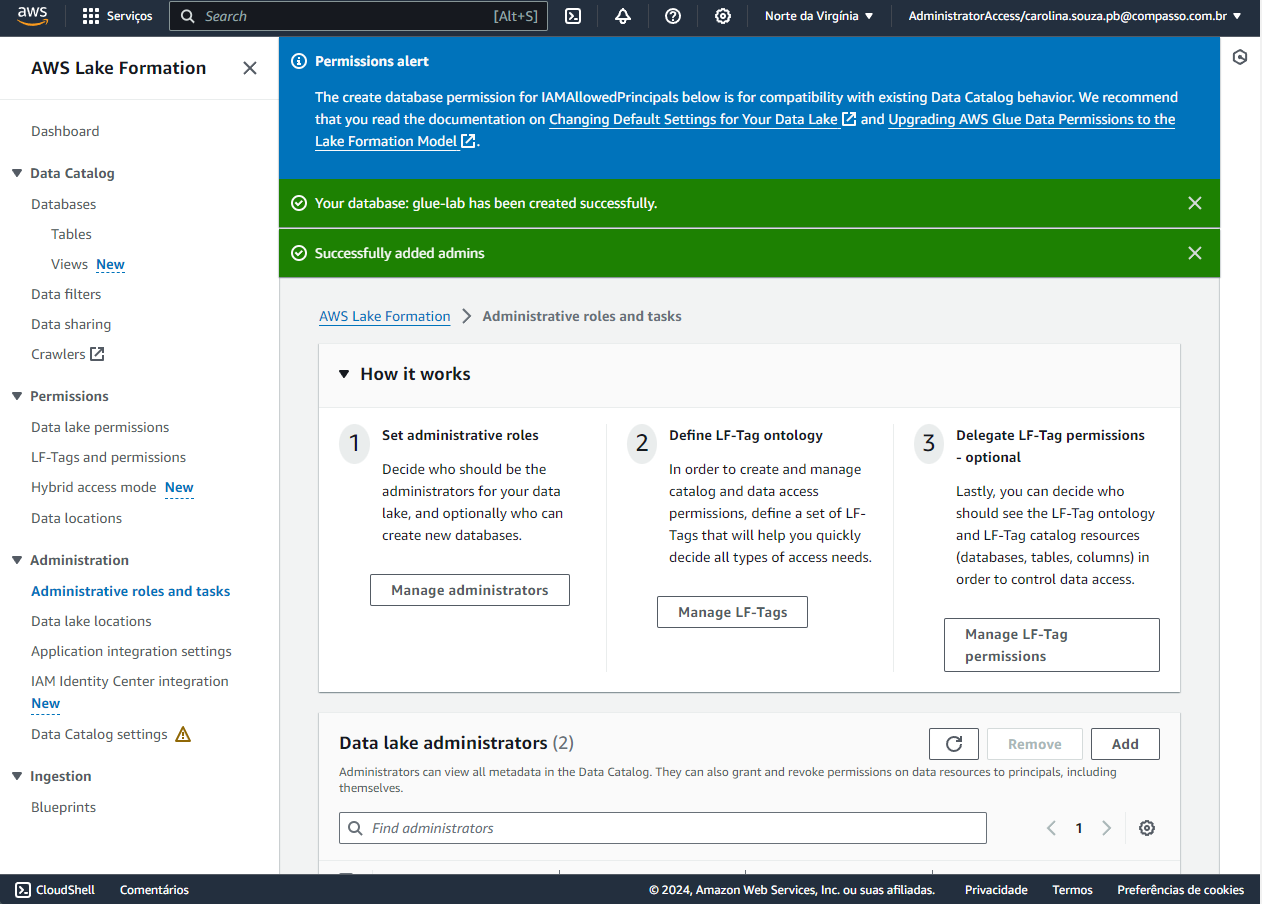 aws
Serviços
Search
[Alt+S]
Norte da Virgínia
AdministratorAccess/carolina.souza.pb@compasso.com.br
AWS Lake Formation
Dashboard
Data Catalog
Databases
Tables
Views New
Data filters
Data sharing
Crawlers
Permissions
Data lake permissions
LF-Tags and permissions
Hybrid access mode New
Data locations
Administration
Administrative roles and tasks
Data lake locations
Application integration settings
IAM Identity Center integration
New
Data Catalog settings
Ingestion
Blueprints
Permissions alert
The create database permission for IAMAllowedPrincipals below is for compatibility with existing Data Catalog behavior. We recommend
that you read the documentation on Changing Default Settings for Your Data Lake and Upgrading AWS Glue Data Permissions to the
Lake Formation Model .
Your database: glue-lab has been created successfully.
Successfully added admins
AWS Lake Formation > Administrative roles and tasks
How it works
1
Set administrative roles
Decide who should be the
administrators for your data
lake, and optionally who can
create new databases.
Manage administrators
2
Define LF-Tag ontology
In order to create and manage
catalog and data access
permissions, define a set of LF-
Tags that will help you quickly
decide all types of access needs.
Manage LF-Tags
3
Delegate LF-Tag permissions
- optional
Lastly, you can decide who
should see the LF-Tag ontology
and LF-Tag catalog resources
(databases, tables, columns) in
order to control data access.
Manage LF-Tag
permissions
Data lake administrators (2)
Remove
Add
Administrators can view all metadata in the Data Catalog. They can also grant and revoke permissions on data resources to principals, including
themselves.
Find administrators
1
CloudShell
Comentários
© 2024, Amazon Web Services, Inc. ou suas afiliadas.
Privacidade
Termos
Preferências de cookies